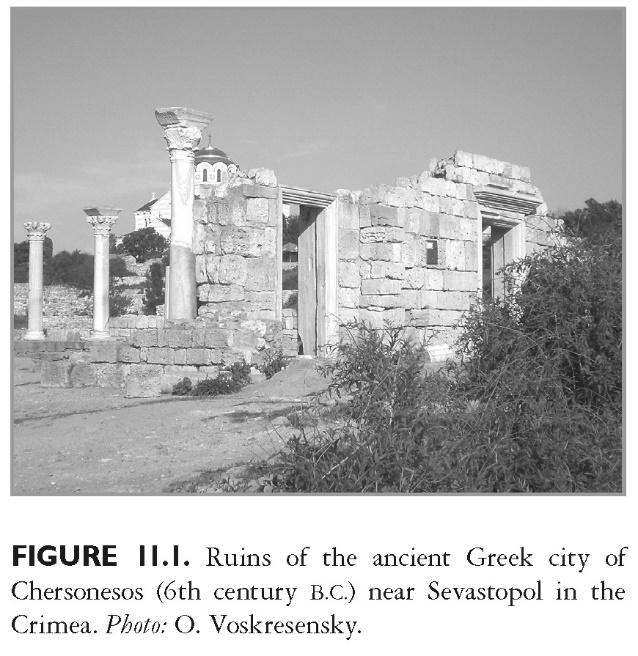 FIGURE 11.1. Ruins of the ancient Greek city of
Chersonesos (6th century B.C.) near Sevastopol in the
Crimea. Photo: O. Voskresensky.